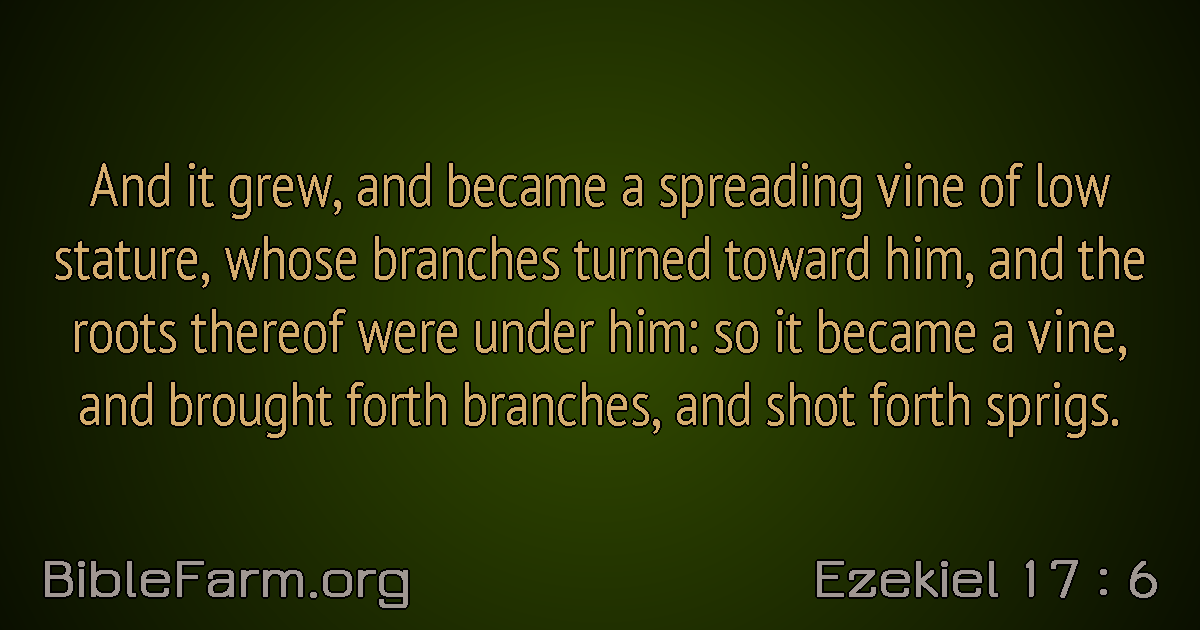 And it grew, and became a spreading vine of low
stature, whose branches turned toward him, and the
roots thereof were under him: so it became a vine,
and brought forth branches, and shot forth sprigs.
BibleFarm.org
Ezekiel 17 : 6